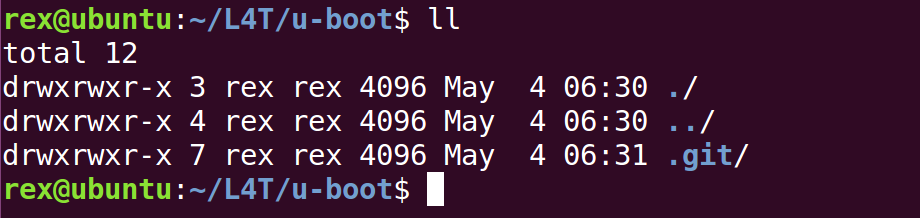 rex@ubuntu:~/L4T/u-boot$ ll
total 12
drwxrwxr-x 3 rex rex 4096 May  4 06:30 ./
drwxrwxr-x 4 rex rex 4096 May  4 06:30 ../
drwxrwxr-x 7 rex rex 4096 May  4 06:31 .git/
rex@ubuntu:~/L4T/u-boot$